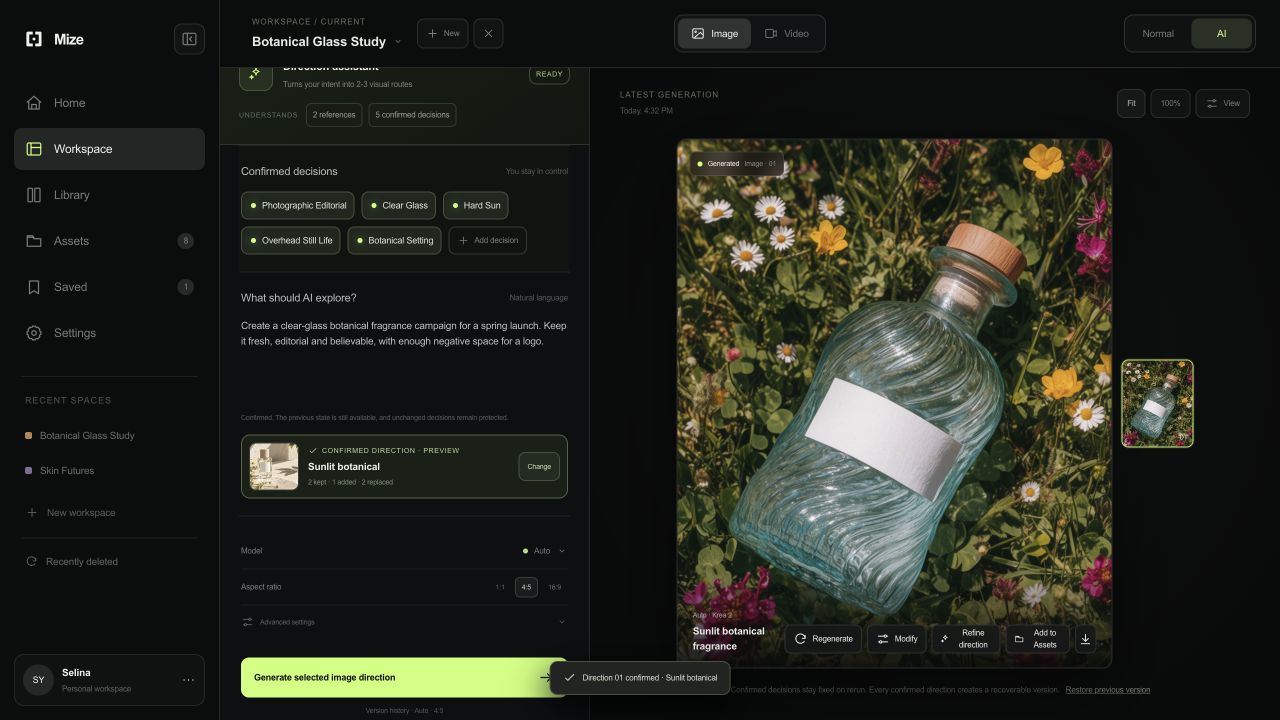 Mize
Home
Workspace
Library
Assets
8
Saved
1
Settings
RECENT SPACES
Botanical Glass Study
Skin Futures
New workspace
Recently deleted
SY
Selina
Personal workspace
WORKSPACE / CURRENT
Botanical Glass Study
New
Image
Video
Normal
AI
Direction assistant
Turns your intent into 2-3 visual routes
READY
UNDERSTANDS
2 references
5 confirmed decisions
Confirmed decisions
You stay in control
Photographic Editorial
Clear Glass
Hard Sun
Overhead Still Life
Botanical Setting
Add decision
What should AI explore?
Natural language
Create a clear-glass botanical fragrance campaign for a spring launch. Keep
it fresh, editorial and believable, with enough negative space for a logo.
Confirmed. The previous state is still available, and unchanged decisions remain protected.
CONFIRMED DIRECTION · PREVIEW
Sunlit botanical
2 kept · 1 added · 2 replaced
Change
Model
Auto
Aspect ratio
1:1
4:5
16:9
Advanced settings
Generate selected image direction
Version history · Auto · 4:5
LATEST GENERATION
Today, 4:32 PM
Fit
100%
View
Generated
Image · 01
Auto · Krea 2
Sunlit botanical
fragrance
Regenerate
Modify
Refine
direction
Add to
Assets
01
Direction 01 confirmed · Sunlit botanical
Confirmed decisions stay fixed on rerun. Every confirmed direction creates a recoverable version.
Restore previous version